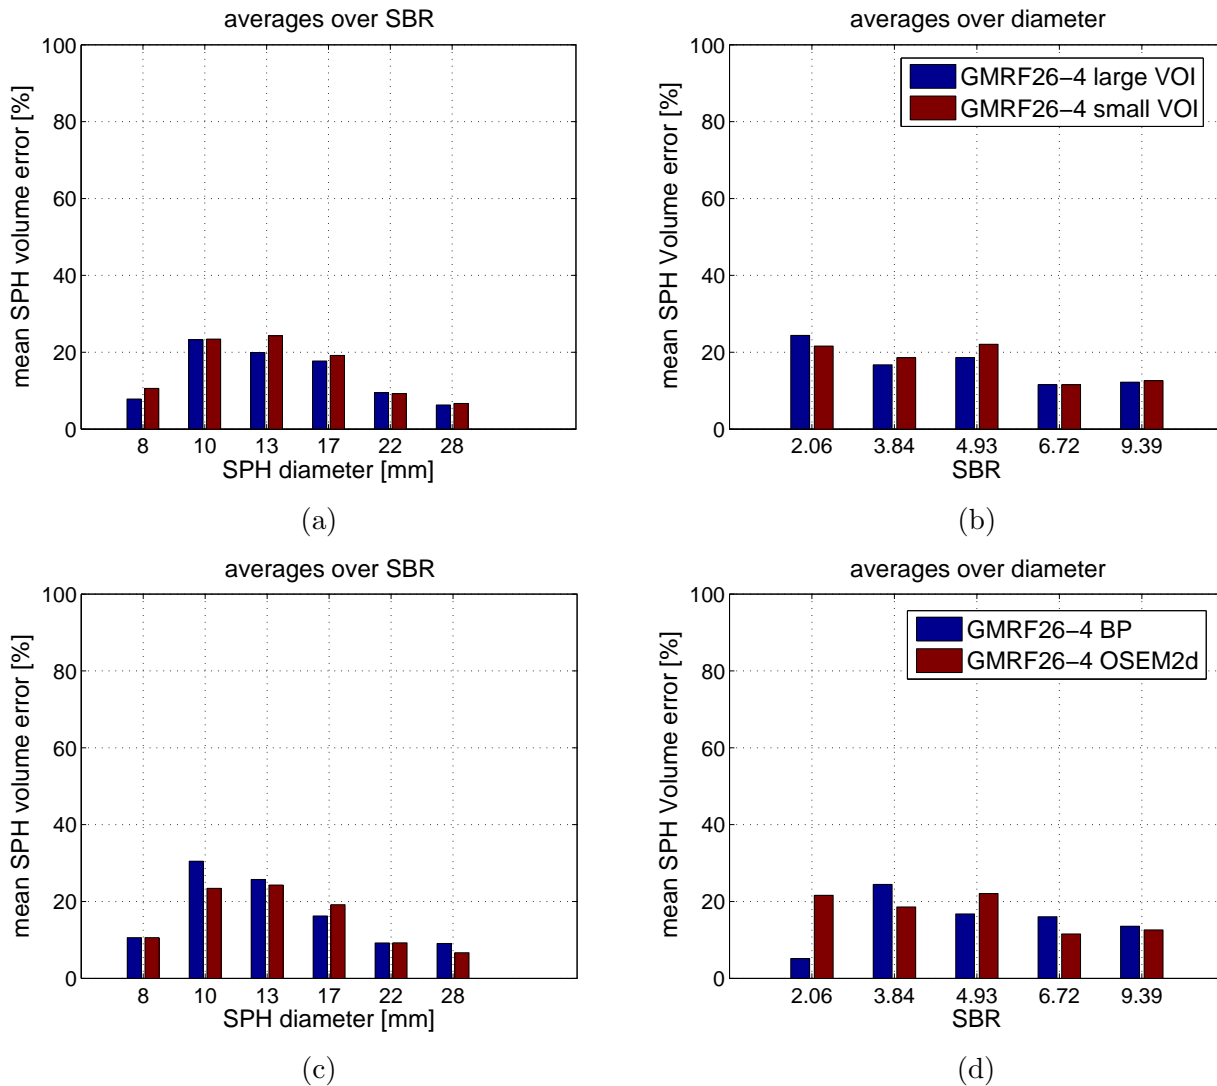 averages over SBR
mean SPH volume error [%]
100
80
60
40
20
0
8 10 13 17 22 28
SPH diameter [mm]
(a)
averages over diameter
mean SPH Volume error [%]
100
80
60
40
20
0
GMRF26−4 large VOI
GMRF26−4 small VOI
2.06 3.84 4.93 6.72 9.39
SBR
(b)
averages over SBR
mean SPH volume error [%]
100
80
60
40
20
0
8 10 13 17 22 28
SPH diameter [mm]
(c)
averages over diameter
mean SPH Volume error [%]
100
80
60
40
20
0
GMRF26−4 BP
GMRF26−4 OSEM2d
2.06 3.84 4.93 6.72 9.39
SBR
(d)